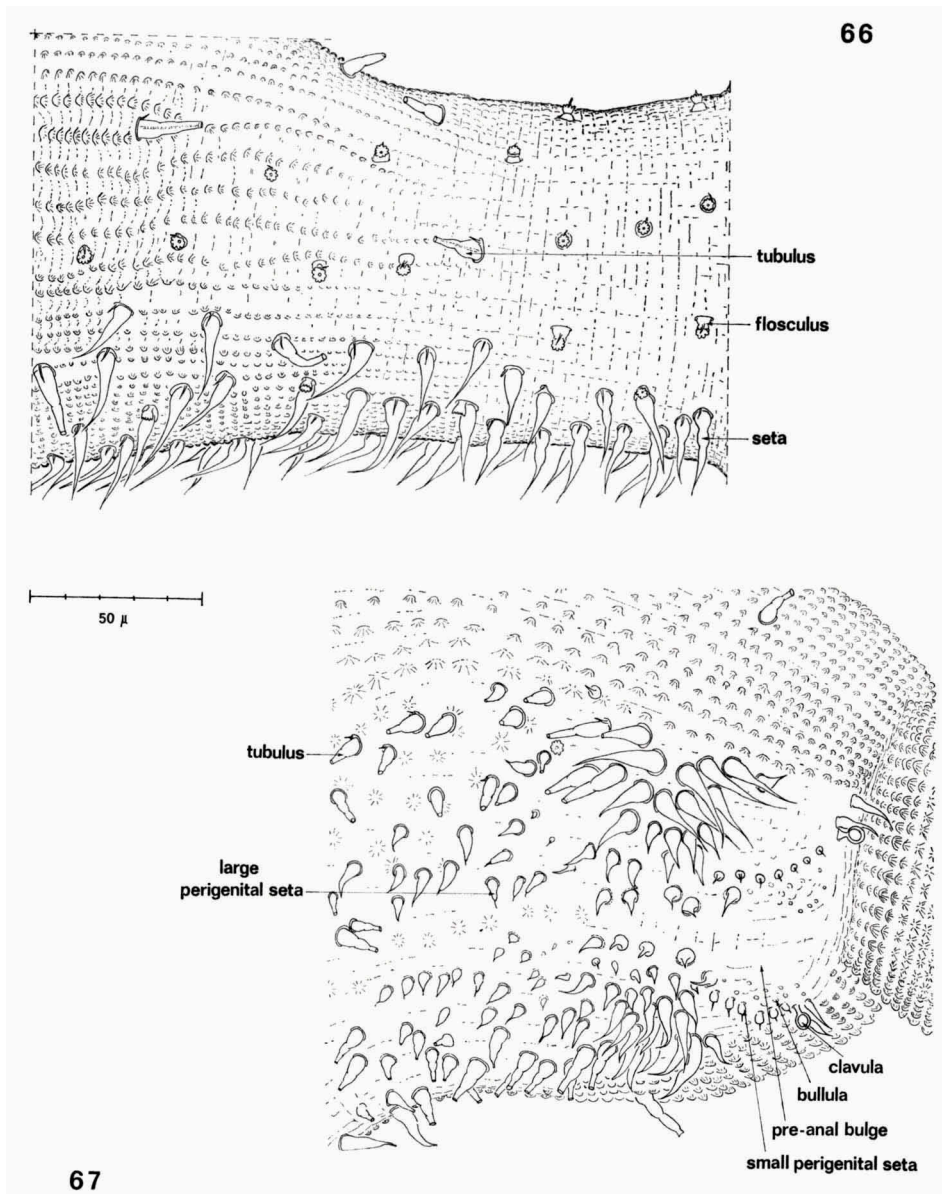 66
tubulus
flosculus
seta
50 µ
tubulus
large
perigenital seta
clavula
bullula
pre-anal bulge
small perigenital seta
67